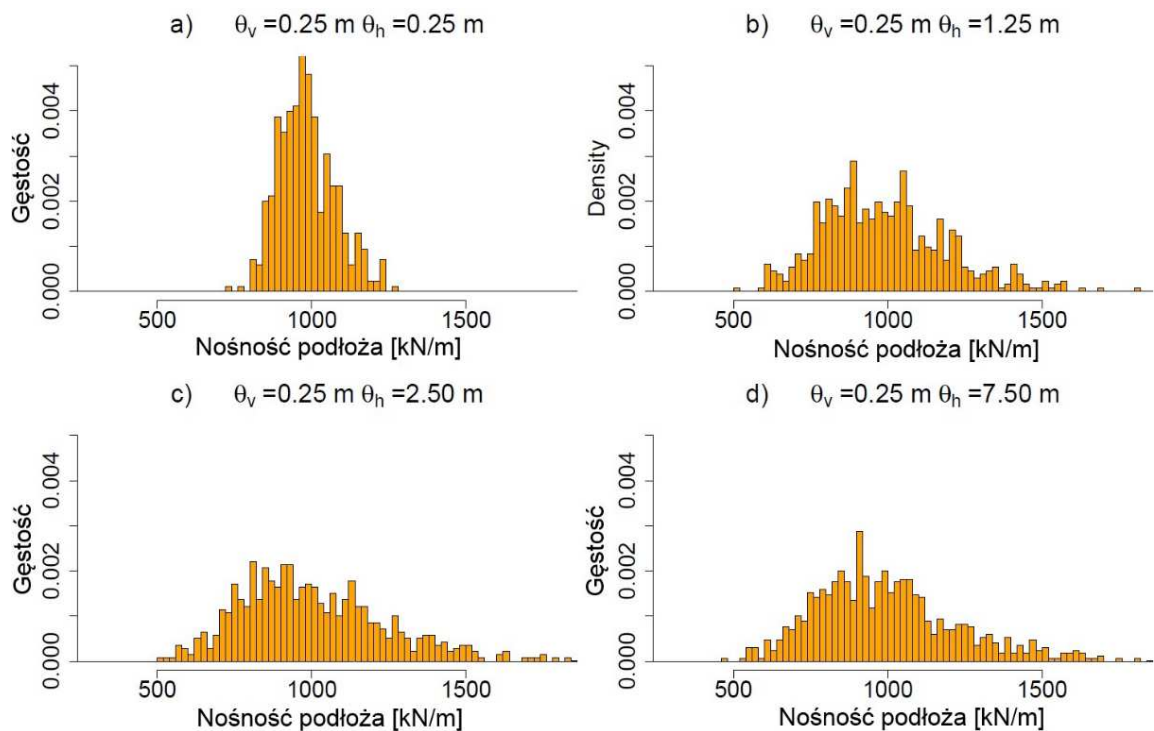 a) θv =0.25 m θh =0.25 m
Gęstość
0.000 0.002 0.004
500 1000 1500
Nośność podłoża [kN/m]
b) θv =0.25 m θh =1.25 m
Density
0.000 0.002 0.004
500 1000 1500
Nośność podłoża [kN/m]
c) θv =0.25 m θh =2.50 m
Gęstość
0.000 0.002 0.004
500 1000 1500
Nośność podłoża [kN/m]
d) θv =0.25 m θh =7.50 m
Gęstość
0.000 0.002 0.004
500 1000 1500
Nośność podłoża [kN/m]